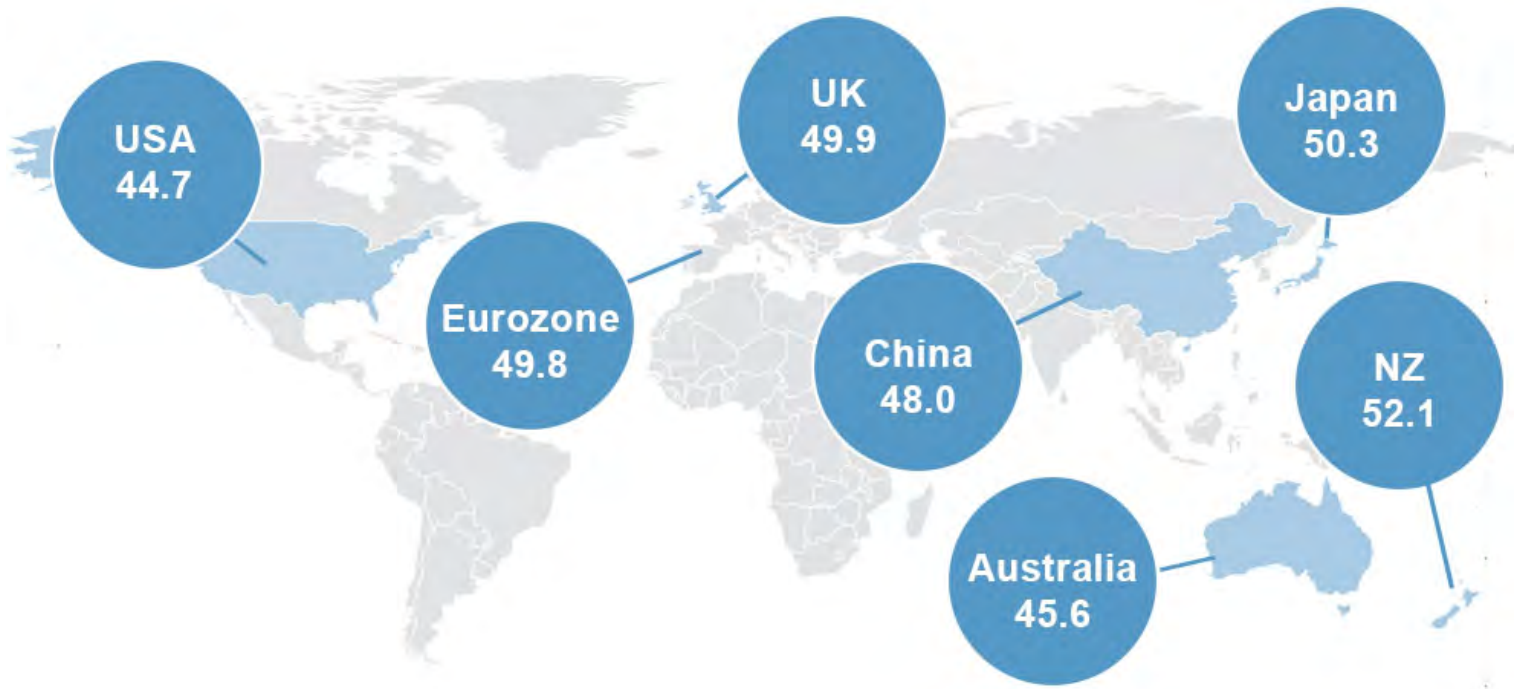 USA
44.7
UK
49.9
Japan
50.3
Eurozone
49.8
China
48.0
NZ
52.1
Australia
45.6